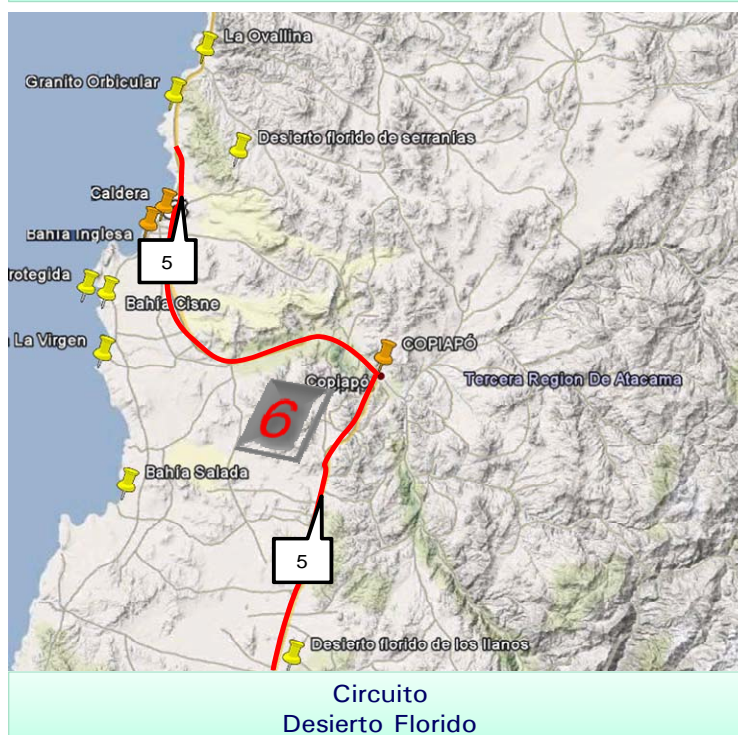 La Ovallina
Granito Orbicular
Desierto florido de serranías
Caldera
Bahía Inglesa
5
rotegida
Bahía Cisne
La Virgen
COPIAPÓ
Copiapó
Tercera Region De Atacama
6
Bahía Salada
5
Desierto florido de los llanos
Circuito
Desierto Florido